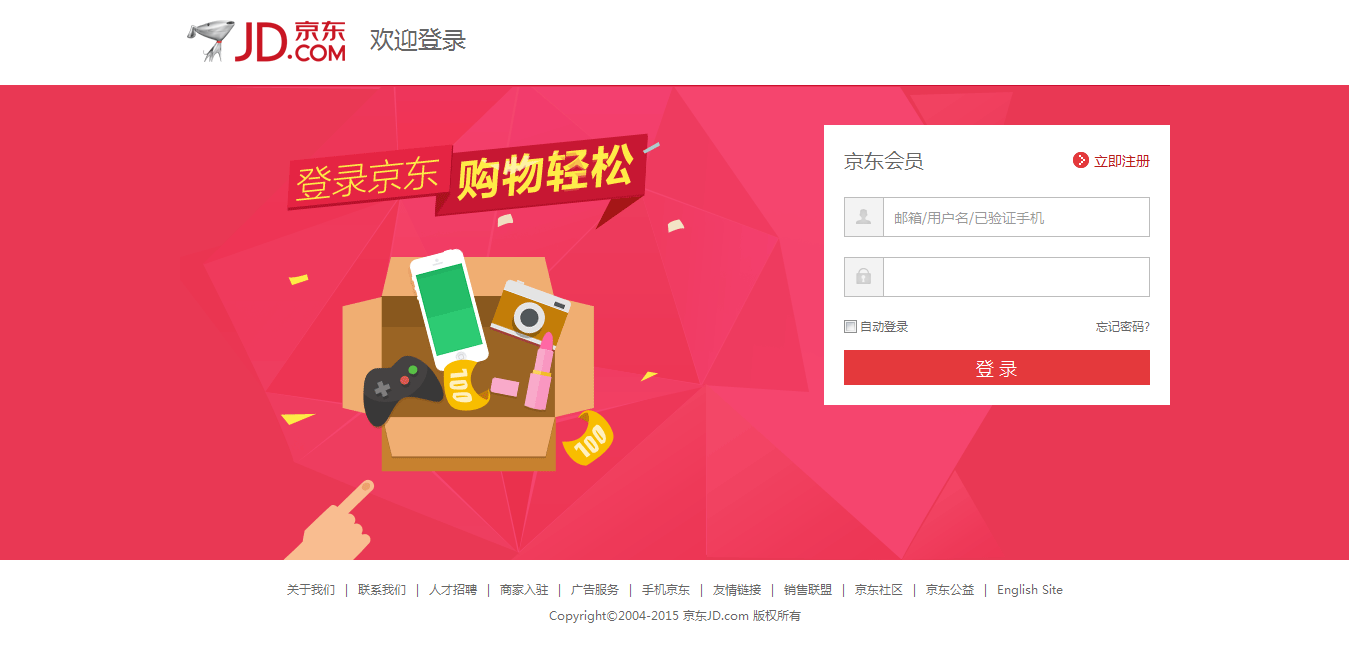 JD.COM 京东 欢迎登录
登录京东 购物轻松
京东会员 立即注册
邮箱/用户名/已验证手机
自动登录 忘记密码?
登 录
100
100
关于我们 | 联系我们 | 人才招聘 | 商家入驻 | 广告服务 | 手机京东 | 友情链接 | 销售联盟 | 京东社区 | 京东公益 | English Site
Copyright©2004-2015 京东JD.com 版权所有